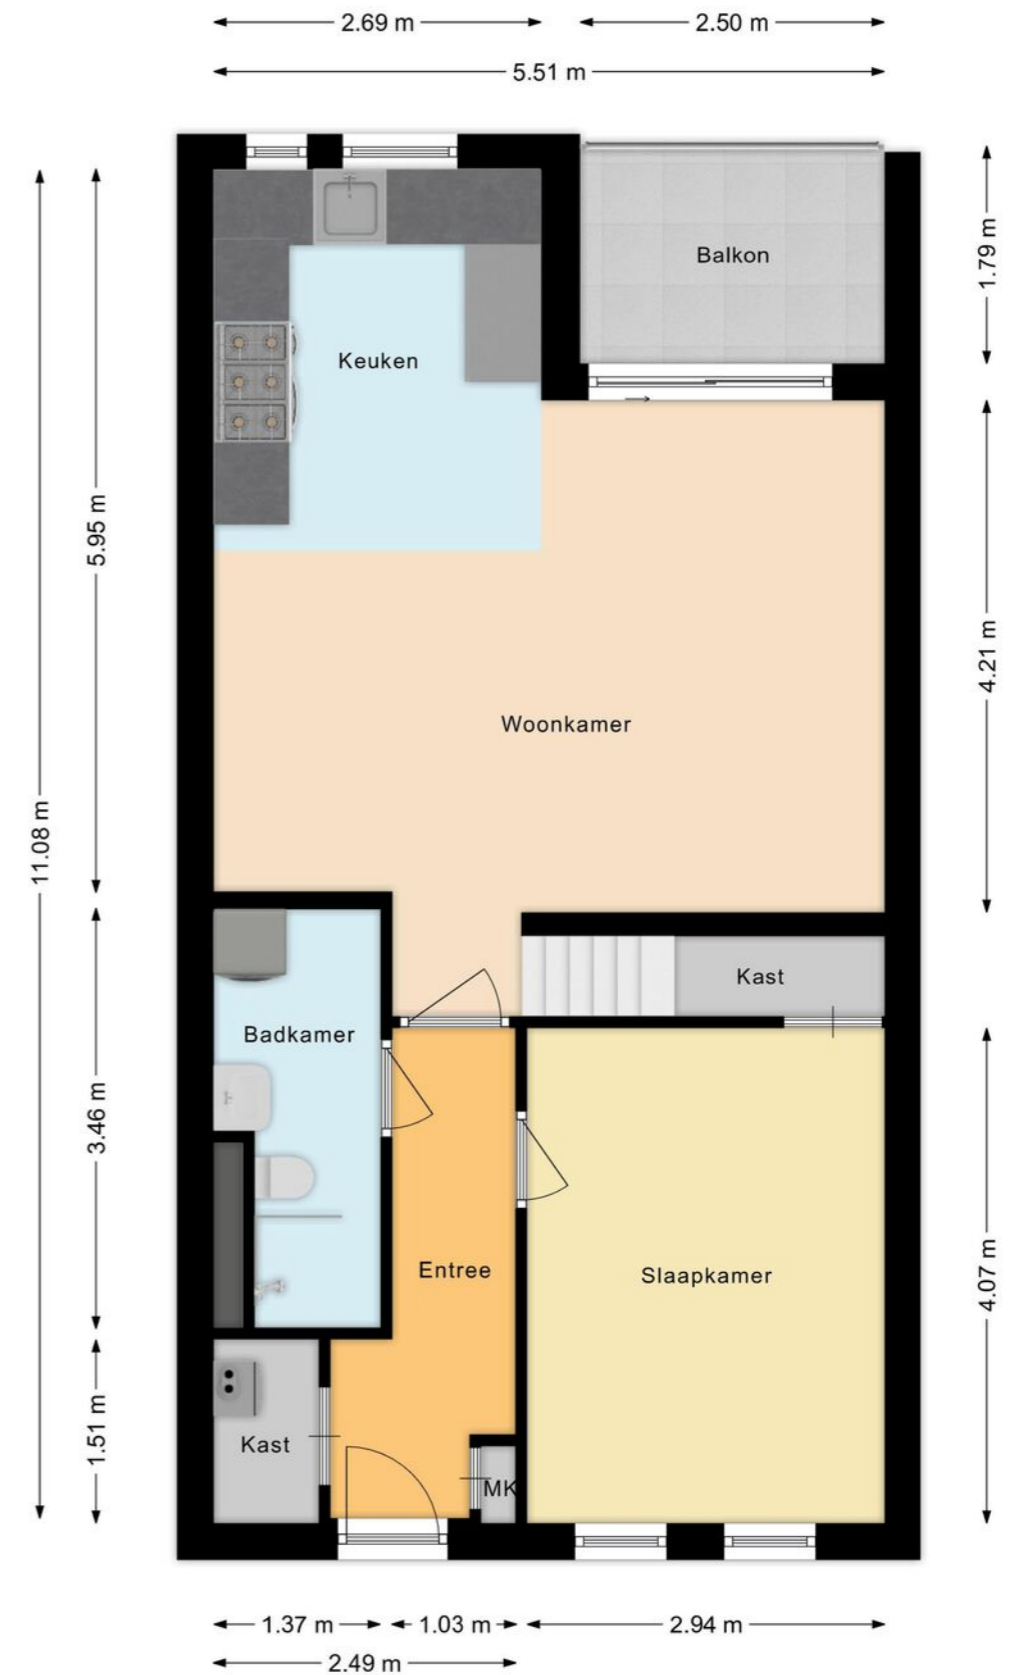 2.69 m
2.50 m
5.51 m
Balkon
1.79 m
Keuken
5.95 m
4.21 m
Woonkamer
11.08 m
Kast
Badkamer
3.46 m
Entree
Slaapkamer
4.07 m
1.51 m
Kast
MK
1.37 m
1.03 m
2.94 m
2.49 m